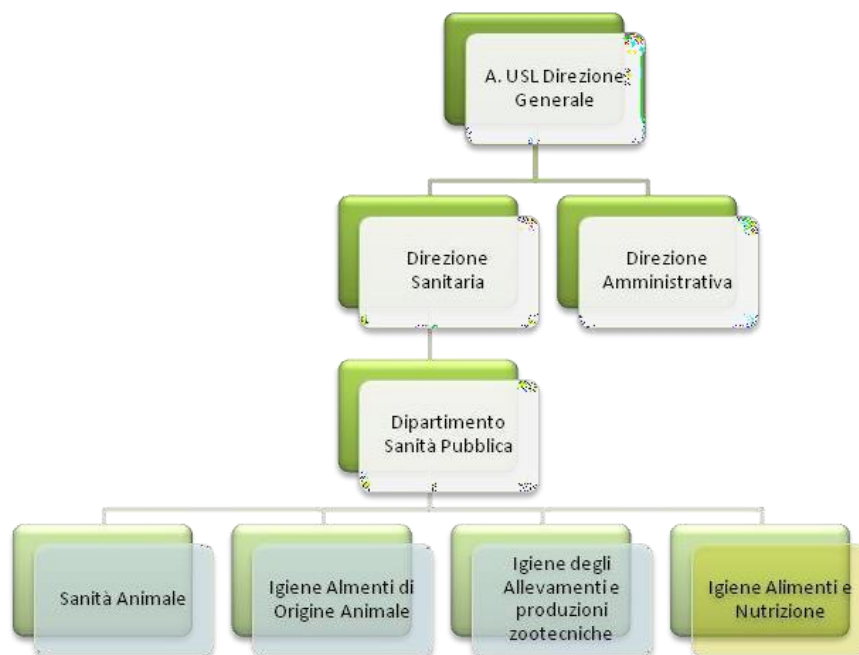 A. USL Direzione
Generale
Direzione
Sanitaria
Direzione
Amministrativa
Dipartimento
Sanità Pubblica
Sanità Animale
Igiene Almenti di
Origine Animale
Igiene degli
Allevamenti e
produzioni
zootecniche
Igiene Alimenti e
Nutrizione